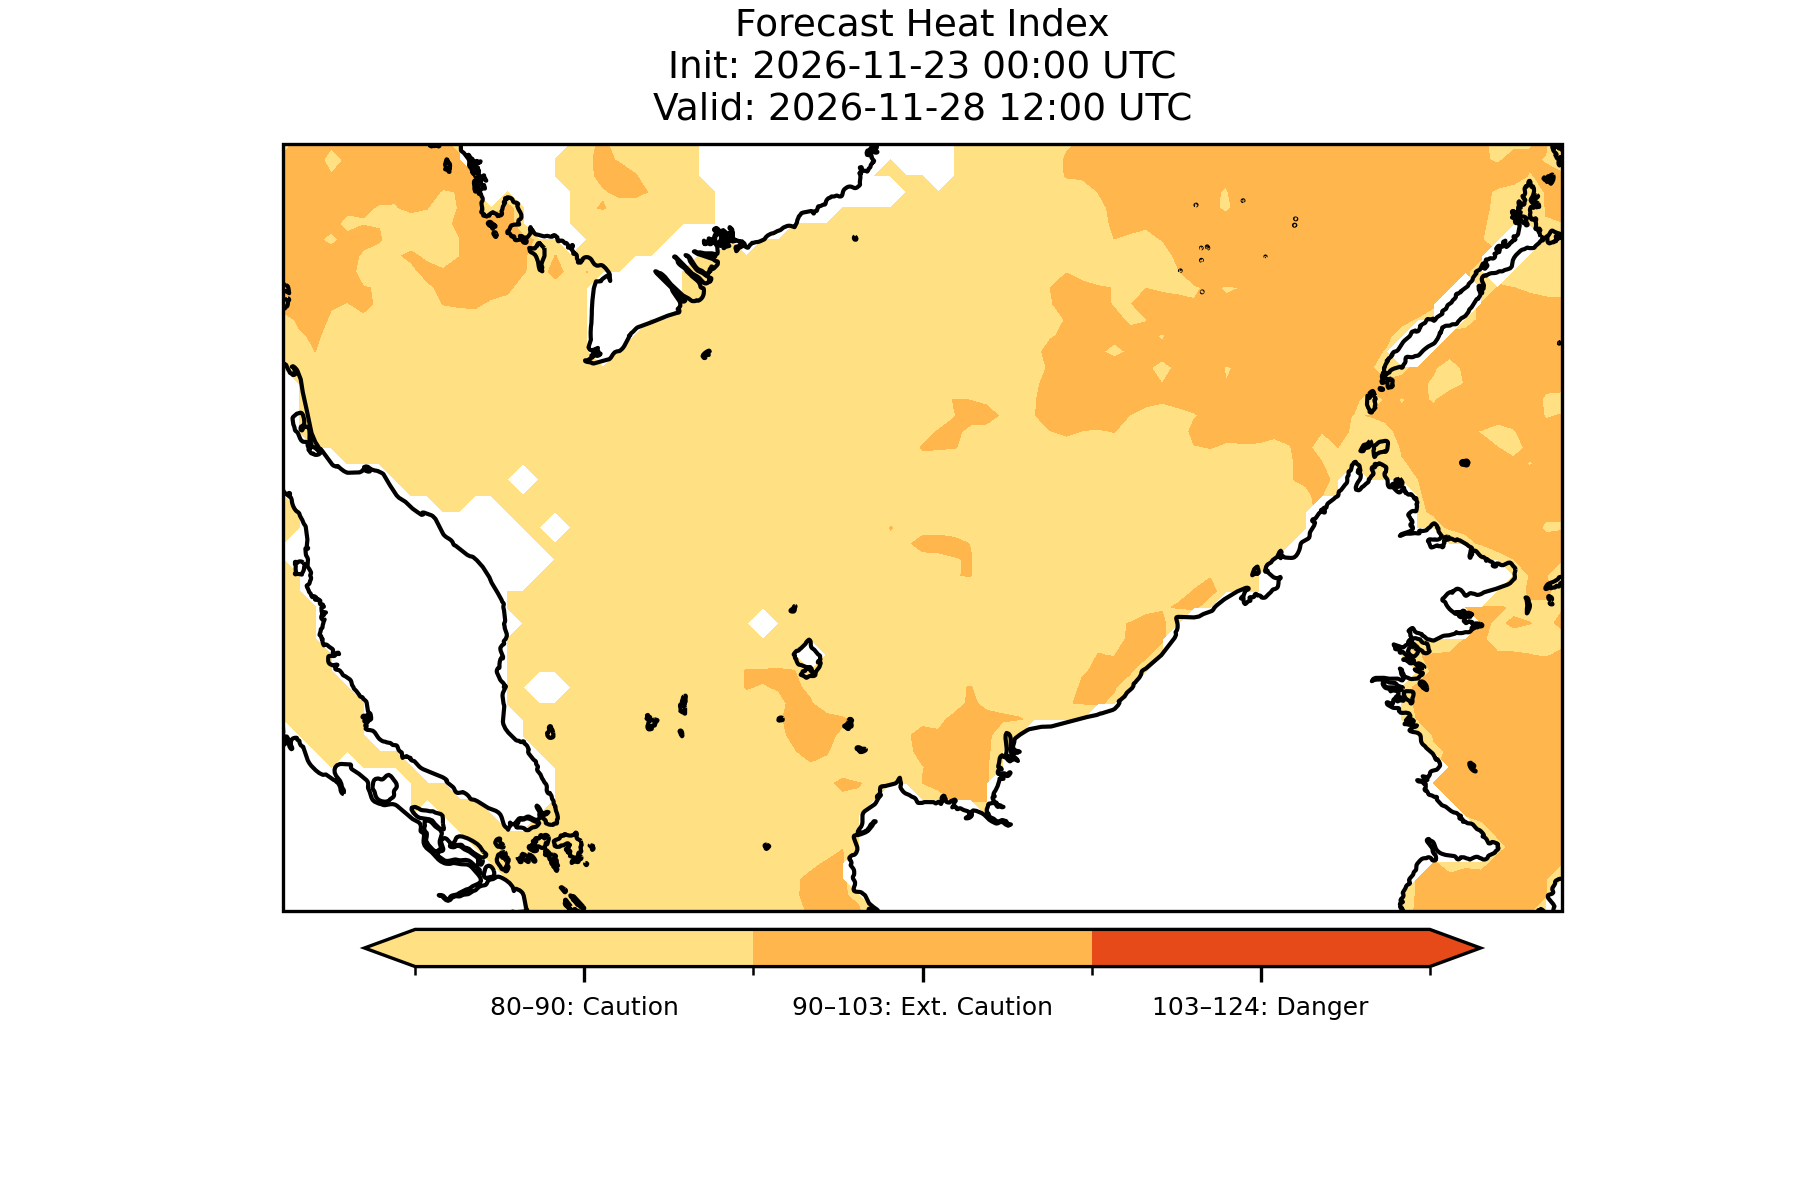 Forecast Heat Index
Init: 2026-11-23 00:00 UTC
Valid: 2026-11-28 12:00 UTC
80–90: Caution
90–103: Ext. Caution
103–124: Danger